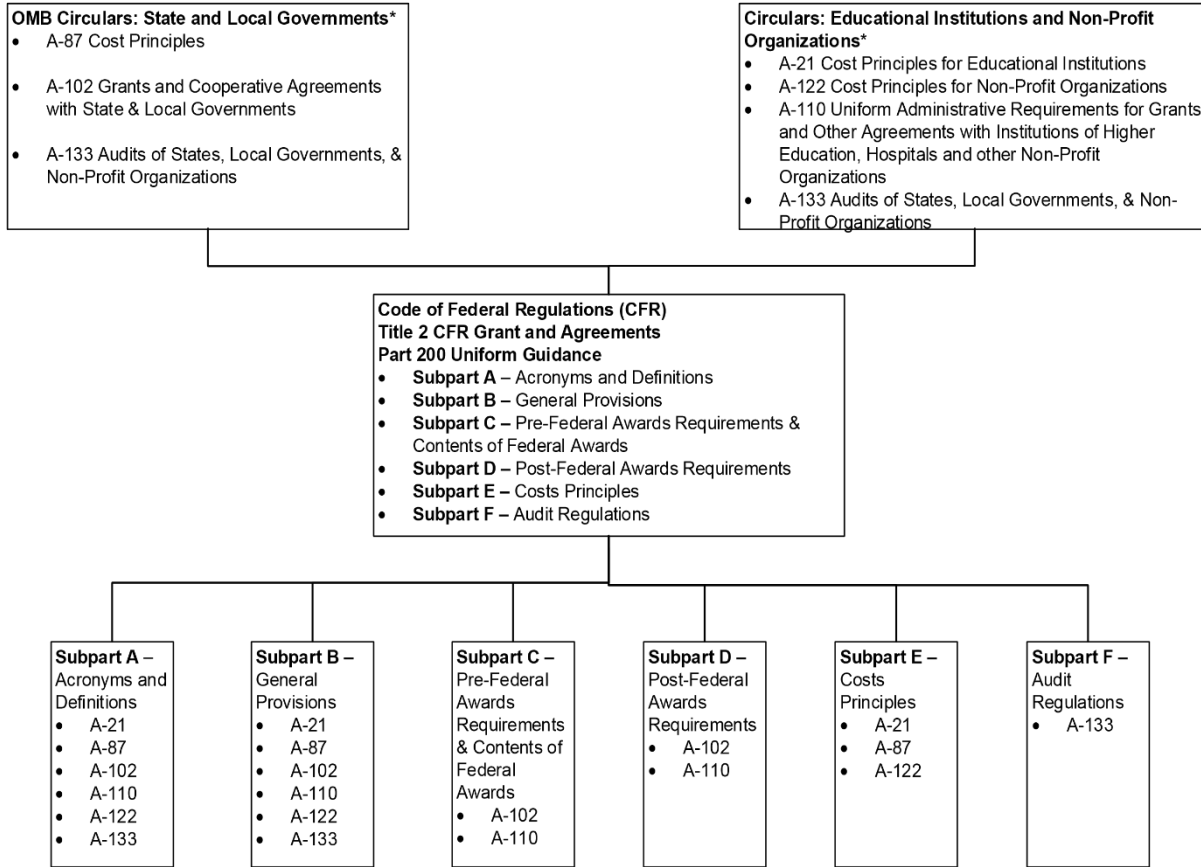 OMB Circulars: State and Local Governments*
• A-87 Cost Principles
• A-102 Grants and Cooperative Agreements
with State & Local Governments
• A-133 Audits of States, Local Governments, &
Non-Profit Organizations
Circulars: Educational Institutions and Non-Profit
Organizations*
• A-21 Cost Principles for Educational Institutions
• A-122 Cost Principles for Non-Profit Organizations
• A-110 Uniform Administrative Requirements for Grants
and Other Agreements with Institutions of Higher
Education, Hospitals and other Non-Profit
Organizations
• A-133 Audits of States, Local Governments, & Non-
Profit Organizations
Code of Federal Regulations (CFR)
Title 2 CFR Grant and Agreements
Part 200 Uniform Guidance
• Subpart A – Acronyms and Definitions
• Subpart B – General Provisions
• Subpart C – Pre-Federal Awards Requirements &
Contents of Federal Awards
• Subpart D – Post-Federal Awards Requirements
• Subpart E – Costs Principles
• Subpart F – Audit Regulations
Subpart A –
Acronyms and
Definitions
• A-21
• A-87
• A-102
• A-110
• A-122
• A-133
Subpart B –
General
Provisions
• A-21
• A-87
• A-102
• A-110
• A-122
• A-133
Subpart C –
Pre-Federal
Awards
Requirements
& Contents of
Federal
Awards
• A-102
• A-110
Subpart D –
Post-Federal
Awards
Requirements
• A-102
• A-110
Subpart E –
Costs
Principles
• A-21
• A-87
• A-122
Subpart F –
Audit
Regulations
• A-133